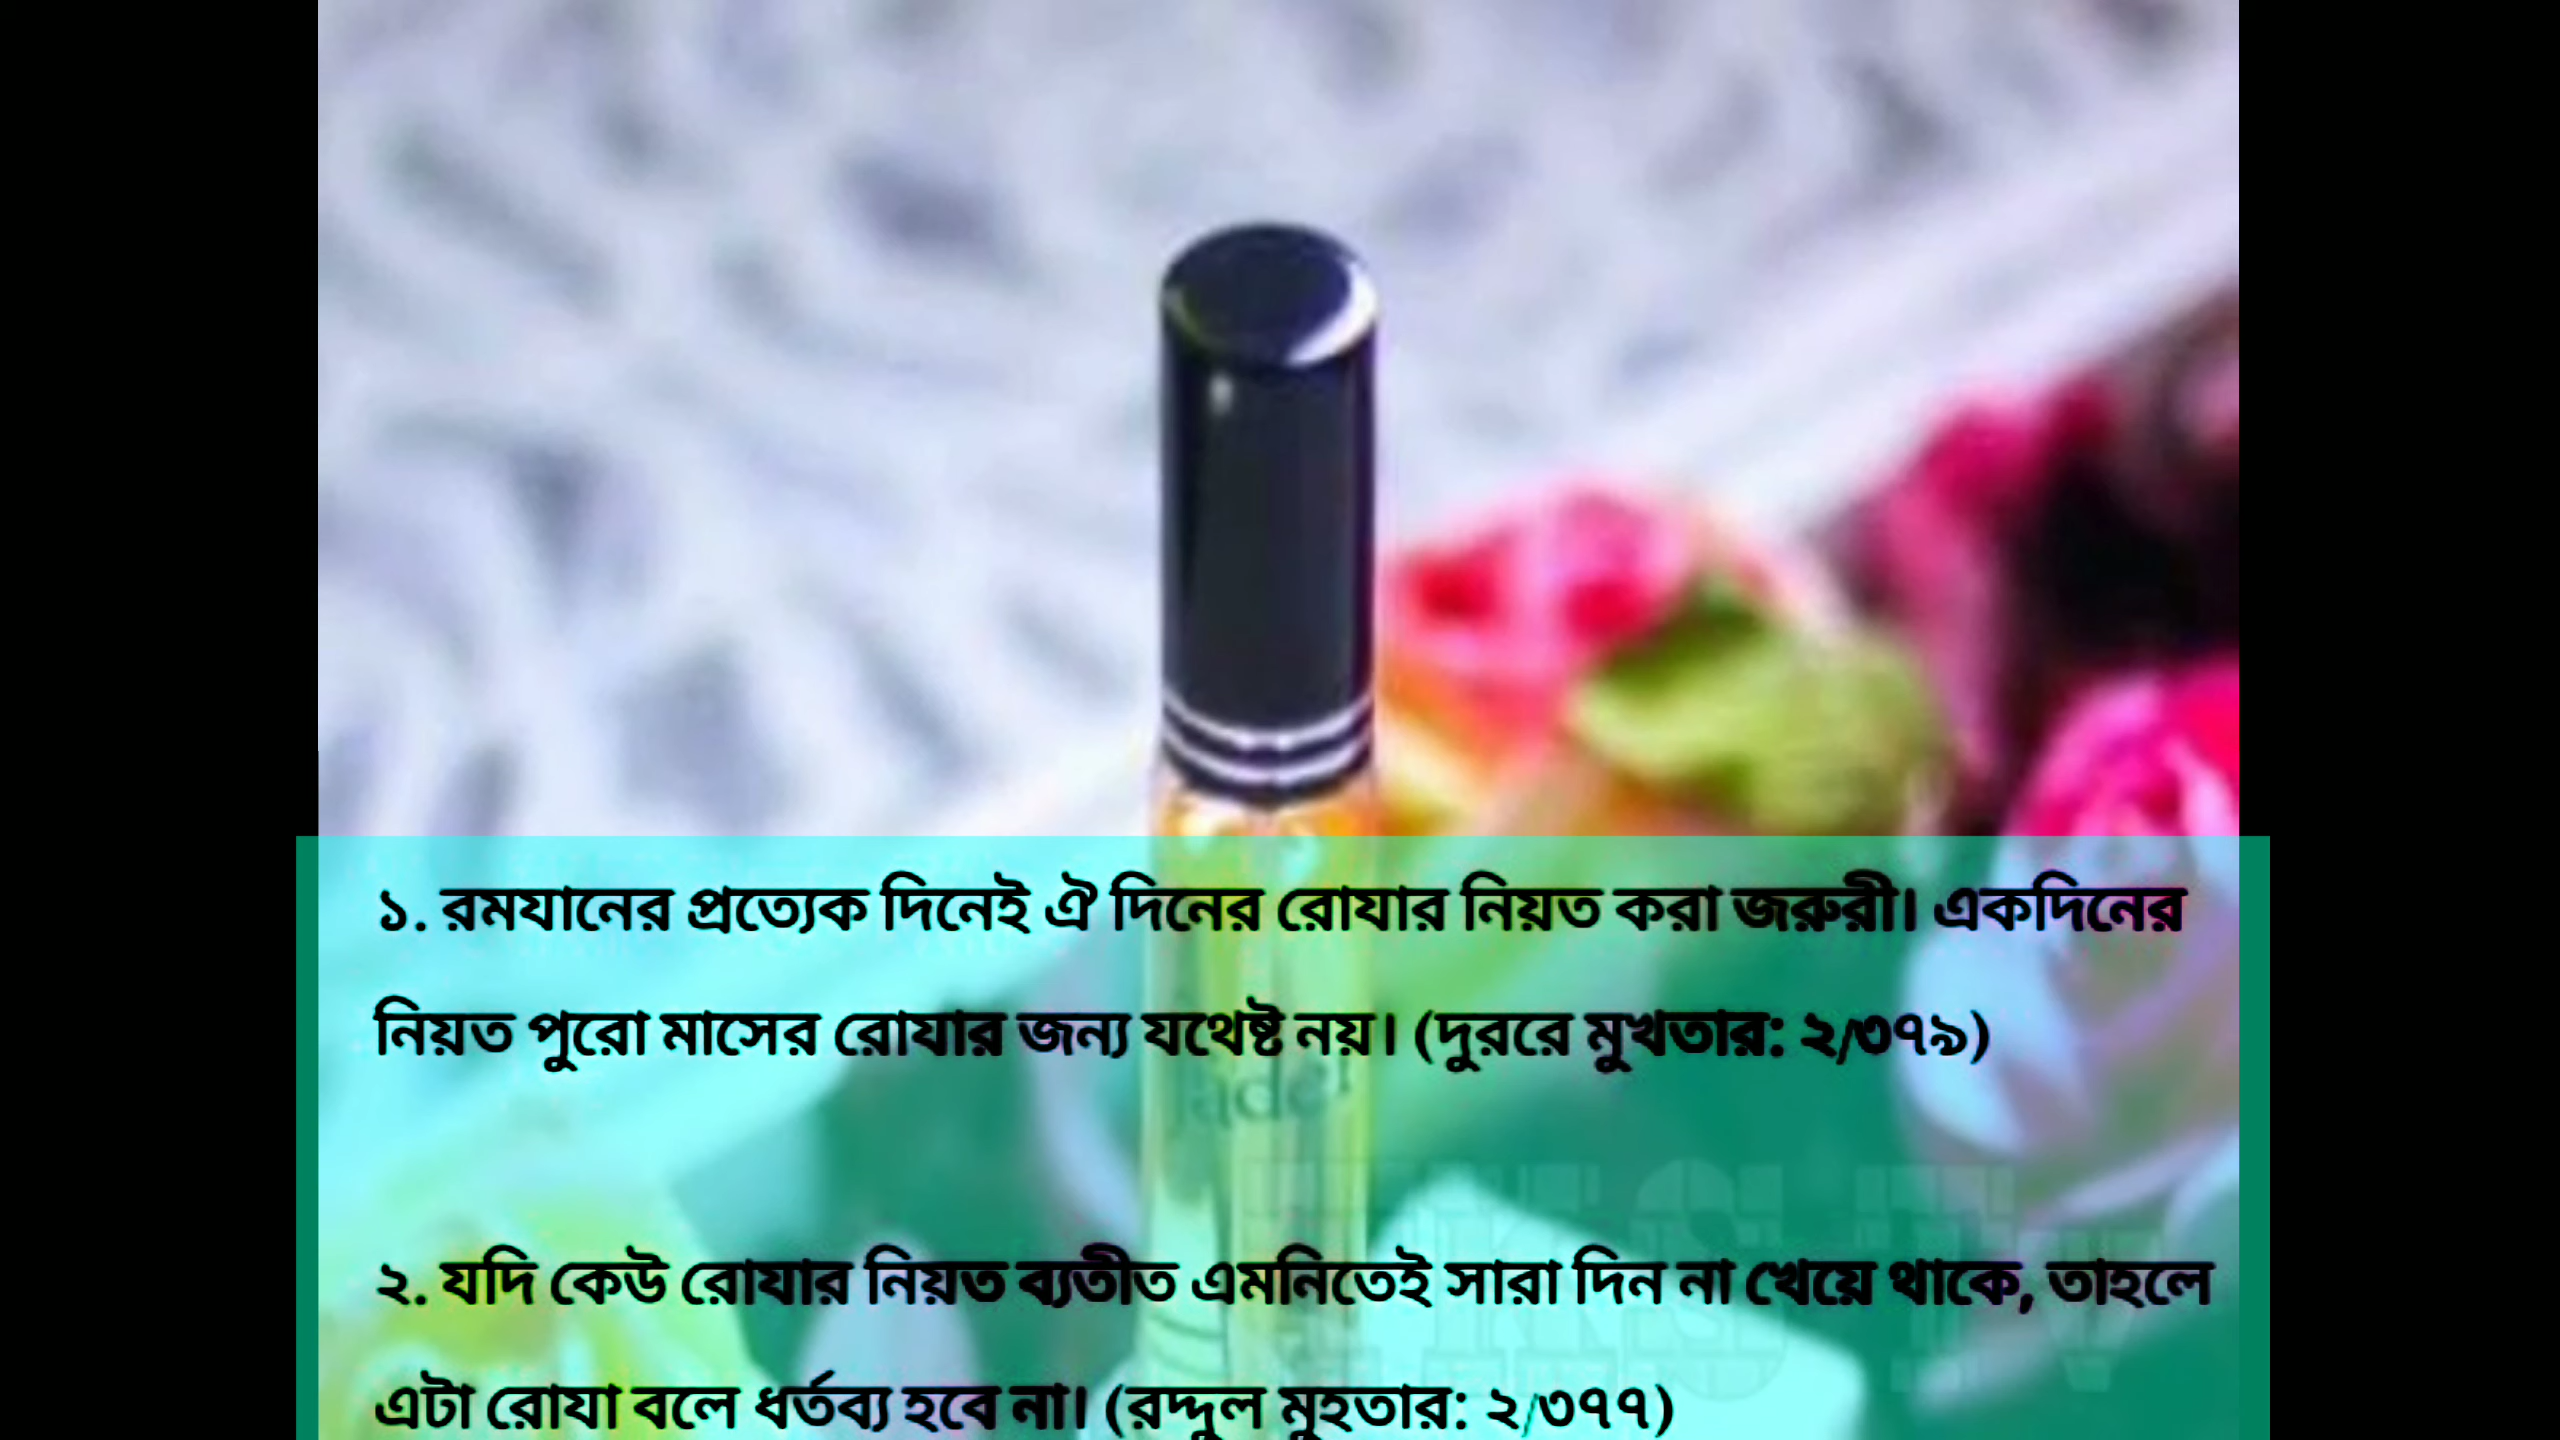 ১. রমযানের প্রত্যেক দিনেই ঐ দিনের রোযার নিয়ত করা জরুরী। একদিনের
নিয়ত পুরো মাসের রোযার জন্য যথেষ্ট নয়। (দুররে মুখতার: ২/৩৭৯)
২. যদি কেউ রোযার নিয়ত ব্যতীত এমনিতেই সারা দিন না খেয়ে থাকে, তাহলে
এটা রোযা বলে ধর্তব্য হবে না। (রদ্দুল মুহতার: ২/৩৭৭)